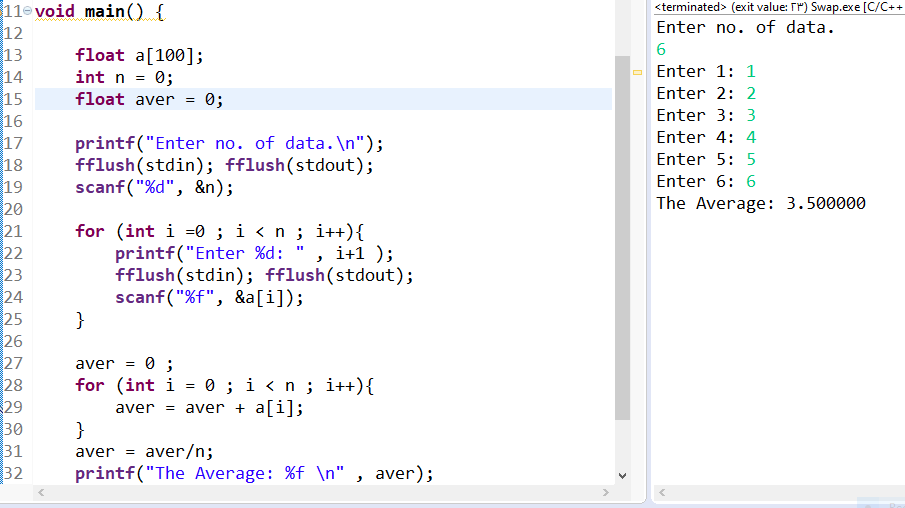 11 void main() {
12
13 float a[100];
14 int n = 0;
15 float aver = 0;
16
17 printf("Enter no. of data.\n");
18 fflush(stdin); fflush(stdout);
19 scanf("%d", &n);
20
21 for (int i =0 ; i < n ; i++){
22 printf("Enter %d: " , i+1 );
23 fflush(stdin); fflush(stdout);
24 scanf("%f", &a[i]);
25 }
26
27 aver = 0 ;
28 for (int i = 0 ; i < n ; i++){
29 aver = aver + a[i];
30 }
31 aver = aver/n;
32 printf("The Average: %f \n" , aver);
<terminated> (exit value: ٢٣) Swap.exe [C/C++
Enter no. of data.
6
Enter 1: 1
Enter 2: 2
Enter 3: 3
Enter 4: 4
Enter 5: 5
Enter 6: 6
The Average: 3.500000